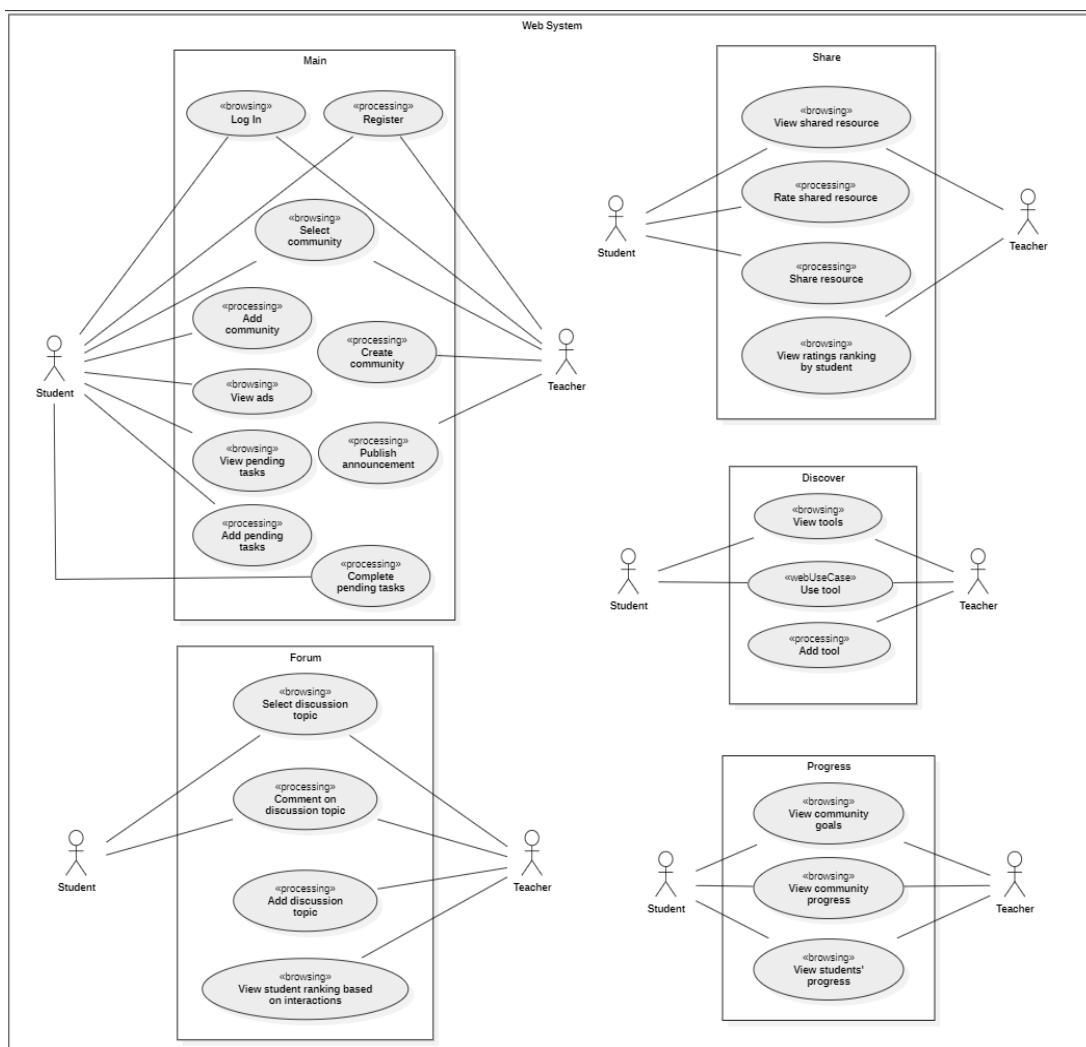 Web System
Main
«browsing»
Log In
«processing»
Register
«browsing»
Select
community
«processing»
Add
community
«processing»
Create
community
«browsing»
View ads
«browsing»
View pending
tasks
«processing»
Publish
announcement
«processing»
Add pending
tasks
«processing»
Complete
pending tasks
Student
Teacher
Share
«browsing»
View shared resource
«processing»
Rate shared resource
«processing»
Share resource
«browsing»
View ratings ranking
by student
Student
Teacher
Discover
«browsing»
View tools
«webUseCase»
Use tool
«processing»
Add tool
Student
Teacher
Forum
«browsing»
Select discussion
topic
«processing»
Comment on
discussion topic
«processing»
Add discussion
topic
«browsing»
View student ranking based
on interactions
Student
Teacher
Progress
«browsing»
View community
goals
«browsing»
View community
progress
«browsing»
View students'
progress
Student
Teacher